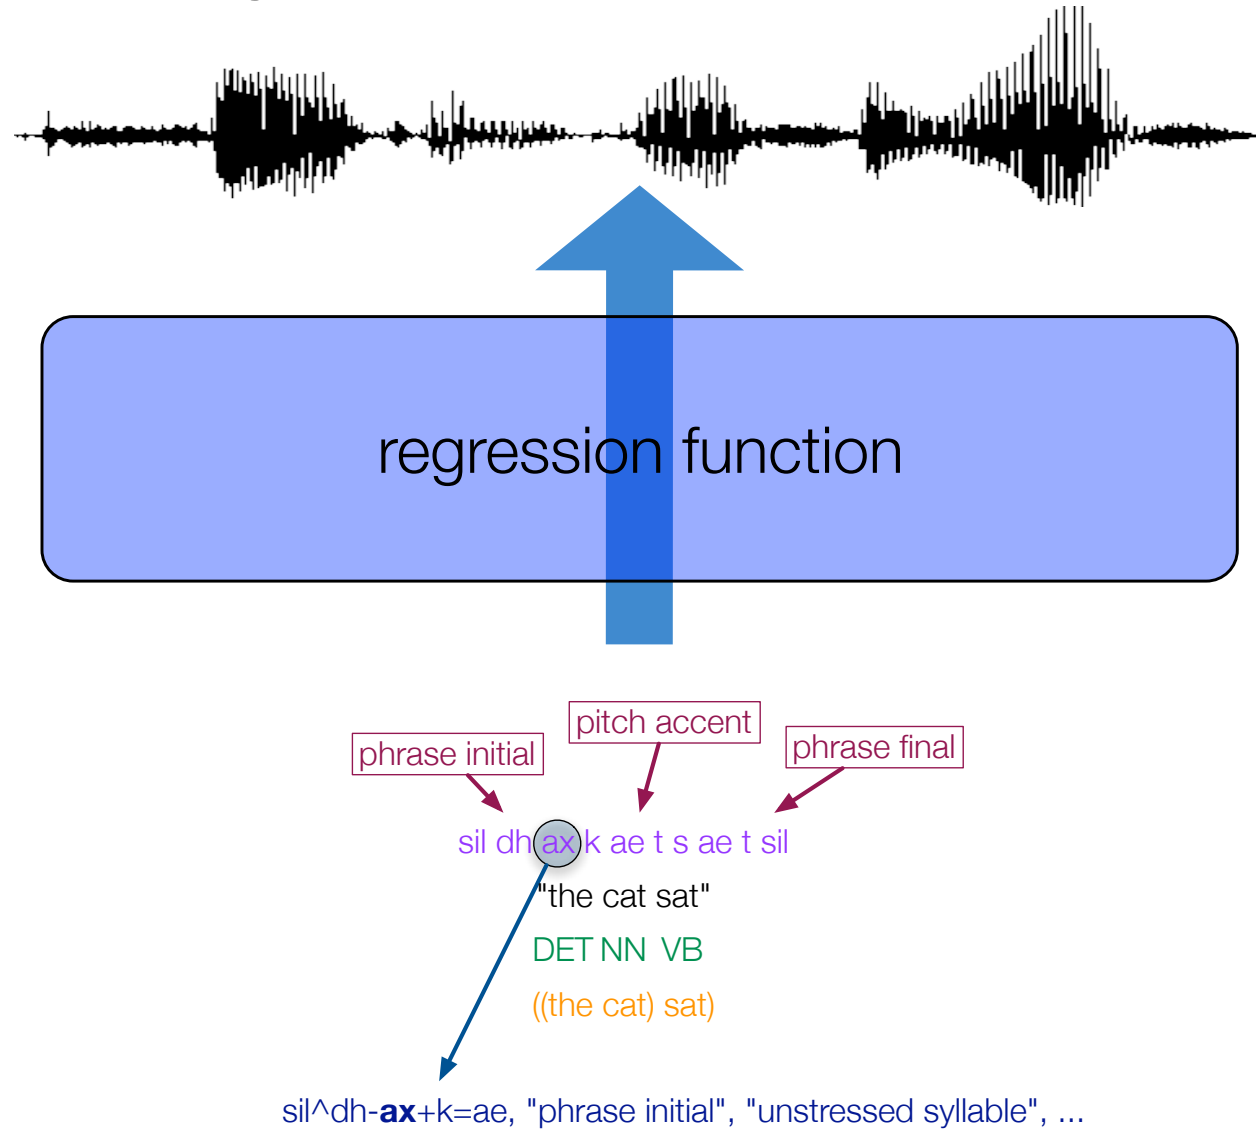 regression function
pitch accent
phrase initial
phrase final
sil dh ax k ae t s ae t sil
"the cat sat"
DET NN VB
((the cat) sat)
sil^dh-ax+k=ae, "phrase initial", "unstressed syllable", ...